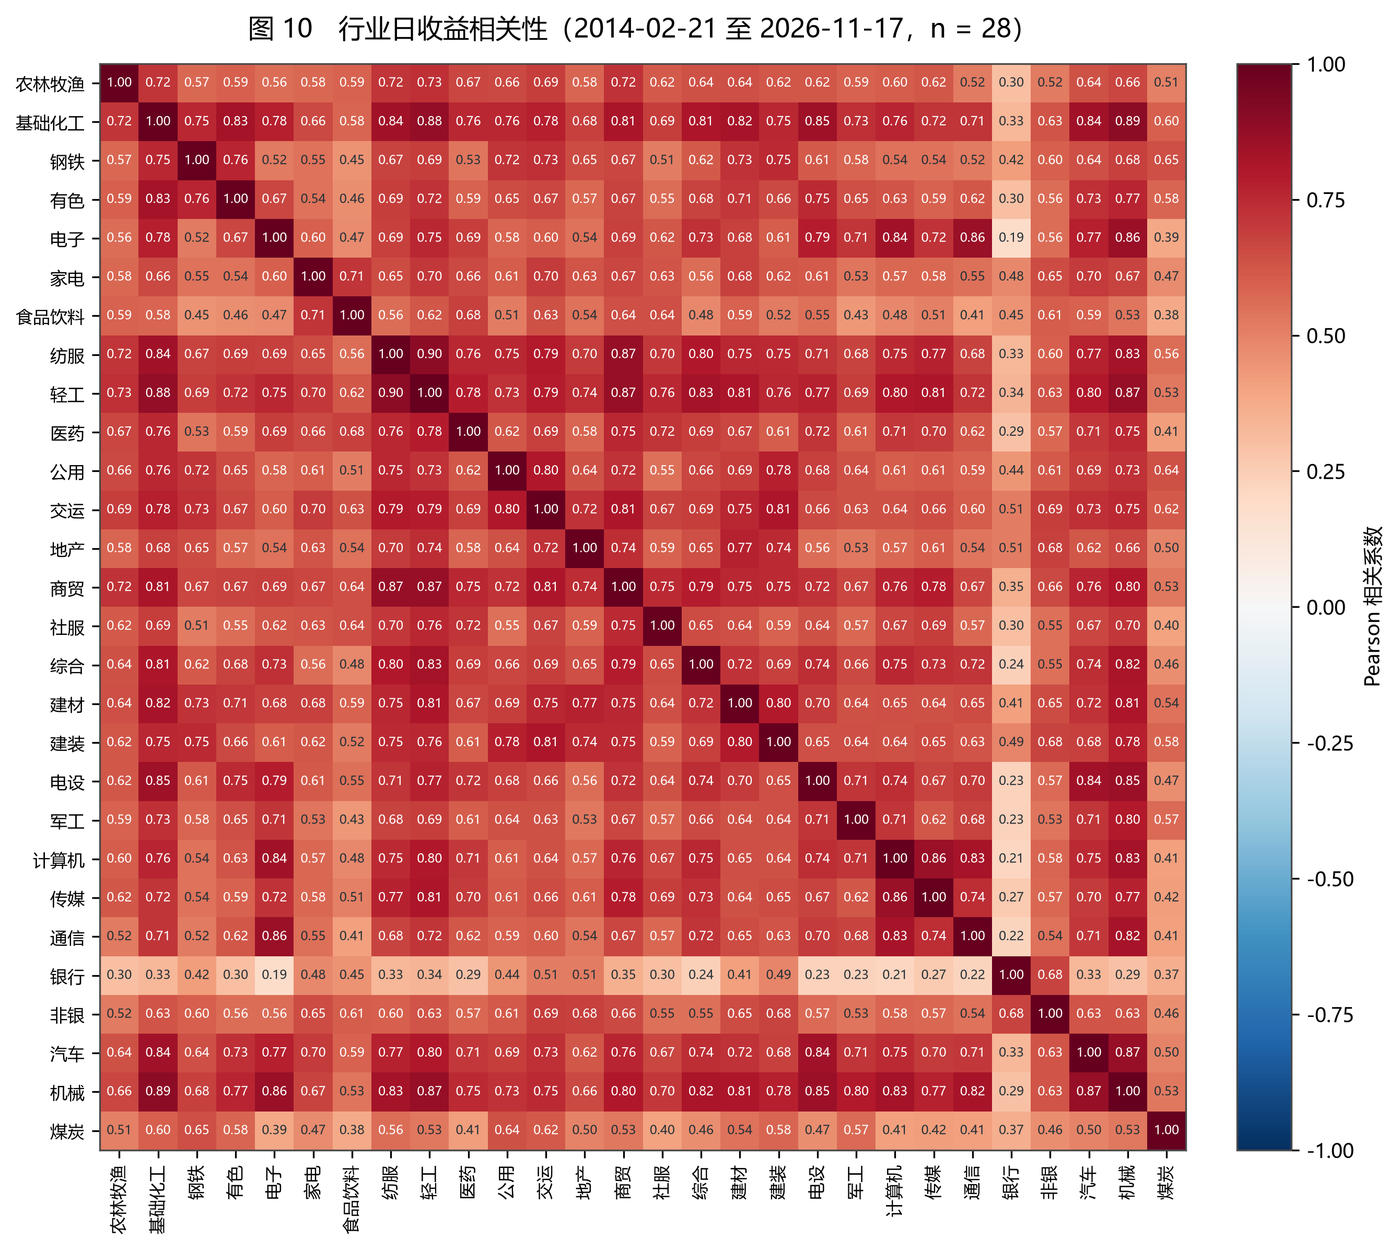 图 10　行业日收益相关性（2014-02-21 至 2026-11-17，n = 28）
农林牧渔 1.00 0.72 0.57 0.59 0.56 0.58 0.59 0.72 0.73 0.67 0.66 0.69 0.58 0.72 0.62 0.64 0.64 0.62 0.62 0.59 0.60 0.62 0.52 0.30 0.52 0.64 0.66 0.51
基础化工 0.72 1.00 0.75 0.83 0.78 0.66 0.58 0.84 0.88 0.76 0.76 0.78 0.68 0.81 0.69 0.81 0.82 0.75 0.85 0.73 0.76 0.72 0.71 0.33 0.63 0.84 0.89 0.60
钢铁 0.57 0.75 1.00 0.76 0.52 0.55 0.45 0.67 0.69 0.53 0.72 0.73 0.65 0.67 0.51 0.62 0.73 0.75 0.61 0.58 0.54 0.54 0.52 0.42 0.60 0.64 0.68 0.65
有色 0.59 0.83 0.76 1.00 0.67 0.54 0.46 0.69 0.72 0.59 0.65 0.67 0.57 0.67 0.55 0.68 0.71 0.66 0.75 0.65 0.63 0.59 0.62 0.30 0.56 0.73 0.77 0.58
电子 0.56 0.78 0.52 0.67 1.00 0.60 0.47 0.69 0.75 0.69 0.58 0.60 0.54 0.69 0.62 0.73 0.68 0.61 0.79 0.71 0.84 0.72 0.86 0.19 0.56 0.77 0.86 0.39
家电 0.58 0.66 0.55 0.54 0.60 1.00 0.71 0.65 0.70 0.66 0.61 0.70 0.63 0.67 0.63 0.56 0.68 0.62 0.61 0.53 0.57 0.58 0.55 0.48 0.65 0.70 0.67 0.47
食品饮料 0.59 0.58 0.45 0.46 0.47 0.71 1.00 0.56 0.62 0.68 0.51 0.63 0.54 0.64 0.64 0.48 0.59 0.52 0.55 0.43 0.48 0.51 0.41 0.45 0.61 0.59 0.53 0.38
纺服 0.72 0.84 0.67 0.69 0.69 0.65 0.56 1.00 0.90 0.76 0.75 0.79 0.70 0.87 0.70 0.80 0.75 0.75 0.71 0.68 0.75 0.77 0.68 0.33 0.60 0.77 0.83 0.56
轻工 0.73 0.88 0.69 0.72 0.75 0.70 0.62 0.90 1.00 0.78 0.73 0.79 0.74 0.87 0.76 0.83 0.81 0.76 0.77 0.69 0.80 0.81 0.72 0.34 0.63 0.80 0.87 0.53
医药 0.67 0.76 0.53 0.59 0.69 0.66 0.68 0.76 0.78 1.00 0.62 0.69 0.58 0.75 0.72 0.69 0.67 0.61 0.72 0.61 0.71 0.70 0.62 0.29 0.57 0.71 0.75 0.41
公用 0.66 0.76 0.72 0.65 0.58 0.61 0.51 0.75 0.73 0.62 1.00 0.80 0.64 0.72 0.55 0.66 0.69 0.78 0.68 0.64 0.61 0.61 0.59 0.44 0.61 0.69 0.73 0.64
交运 0.69 0.78 0.73 0.67 0.60 0.70 0.63 0.79 0.79 0.69 0.80 1.00 0.72 0.81 0.67 0.69 0.75 0.81 0.66 0.63 0.64 0.66 0.60 0.51 0.69 0.73 0.75 0.62
地产 0.58 0.68 0.65 0.57 0.54 0.63 0.54 0.70 0.74 0.58 0.64 0.72 1.00 0.74 0.59 0.65 0.77 0.74 0.56 0.53 0.57 0.61 0.54 0.51 0.68 0.62 0.66 0.50
商贸 0.72 0.81 0.67 0.67 0.69 0.67 0.64 0.87 0.87 0.75 0.72 0.81 0.74 1.00 0.75 0.79 0.75 0.75 0.72 0.67 0.76 0.78 0.67 0.35 0.66 0.76 0.80 0.53
社服 0.62 0.69 0.51 0.55 0.62 0.63 0.64 0.70 0.76 0.72 0.55 0.67 0.59 0.75 1.00 0.65 0.64 0.59 0.64 0.57 0.67 0.69 0.57 0.30 0.55 0.67 0.70 0.40
综合 0.64 0.81 0.62 0.68 0.73 0.56 0.48 0.80 0.83 0.69 0.66 0.69 0.65 0.79 0.65 1.00 0.72 0.69 0.74 0.66 0.75 0.73 0.72 0.24 0.55 0.74 0.82 0.46
建材 0.64 0.82 0.73 0.71 0.68 0.68 0.59 0.75 0.81 0.67 0.69 0.75 0.77 0.75 0.64 0.72 1.00 0.80 0.70 0.64 0.65 0.64 0.65 0.41 0.65 0.72 0.81 0.54
建装 0.62 0.75 0.75 0.66 0.61 0.62 0.52 0.75 0.76 0.61 0.78 0.81 0.74 0.75 0.59 0.69 0.80 1.00 0.65 0.64 0.64 0.65 0.63 0.49 0.68 0.68 0.78 0.58
电设 0.62 0.85 0.61 0.75 0.79 0.61 0.55 0.71 0.77 0.72 0.68 0.66 0.56 0.72 0.64 0.74 0.70 0.65 1.00 0.71 0.74 0.67 0.70 0.23 0.57 0.84 0.85 0.47
军工 0.59 0.73 0.58 0.65 0.71 0.53 0.43 0.68 0.69 0.61 0.64 0.63 0.53 0.67 0.57 0.66 0.64 0.64 0.71 1.00 0.71 0.62 0.68 0.23 0.53 0.71 0.80 0.57
计算机 0.60 0.76 0.54 0.63 0.84 0.57 0.48 0.75 0.80 0.71 0.61 0.64 0.57 0.76 0.67 0.75 0.65 0.64 0.74 0.71 1.00 0.86 0.83 0.21 0.58 0.75 0.83 0.41
传媒 0.62 0.72 0.54 0.59 0.72 0.58 0.51 0.77 0.81 0.70 0.61 0.66 0.61 0.78 0.69 0.73 0.64 0.65 0.67 0.62 0.86 1.00 0.74 0.27 0.57 0.70 0.77 0.42
通信 0.52 0.71 0.52 0.62 0.86 0.55 0.41 0.68 0.72 0.62 0.59 0.60 0.54 0.67 0.57 0.72 0.65 0.63 0.70 0.68 0.83 0.74 1.00 0.22 0.54 0.71 0.82 0.41
银行 0.30 0.33 0.42 0.30 0.19 0.48 0.45 0.33 0.34 0.29 0.44 0.51 0.51 0.35 0.30 0.24 0.41 0.49 0.23 0.23 0.21 0.27 0.22 1.00 0.68 0.33 0.29 0.37
非银 0.52 0.63 0.60 0.56 0.56 0.65 0.61 0.60 0.63 0.57 0.61 0.69 0.68 0.66 0.55 0.55 0.65 0.68 0.57 0.53 0.58 0.57 0.54 0.68 1.00 0.63 0.63 0.46
汽车 0.64 0.84 0.64 0.73 0.77 0.70 0.59 0.77 0.80 0.71 0.69 0.73 0.62 0.76 0.67 0.74 0.72 0.68 0.84 0.71 0.75 0.70 0.71 0.33 0.63 1.00 0.87 0.50
机械 0.66 0.89 0.68 0.77 0.86 0.67 0.53 0.83 0.87 0.75 0.73 0.75 0.66 0.80 0.70 0.82 0.81 0.78 0.85 0.80 0.83 0.77 0.82 0.29 0.63 0.87 1.00 0.53
煤炭 0.51 0.60 0.65 0.58 0.39 0.47 0.38 0.56 0.53 0.41 0.64 0.62 0.50 0.53 0.40 0.46 0.54 0.58 0.47 0.57 0.41 0.42 0.41 0.37 0.46 0.50 0.53 1.00
农林牧渔 基础化工 钢铁 有色 电子 家电 食品饮料 纺服 轻工 医药 公用 交运 地产 商贸 社服 综合 建材 建装 电设 军工 计算机 传媒 通信 银行 非银 汽车 机械 煤炭
1.00
0.75
0.50
0.25
0.00
-0.25
-0.50
-0.75
-1.00
Pearson 相关系数